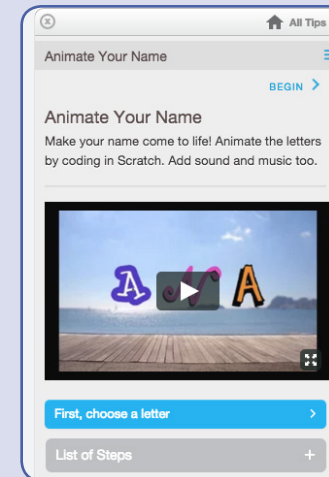 All Tips
Animate Your Name
BEGIN
Animate Your Name
Make your name come to life! Animate the letters
by coding in Scratch. Add sound and music too.
A N A
First, choose a letter
List of Steps